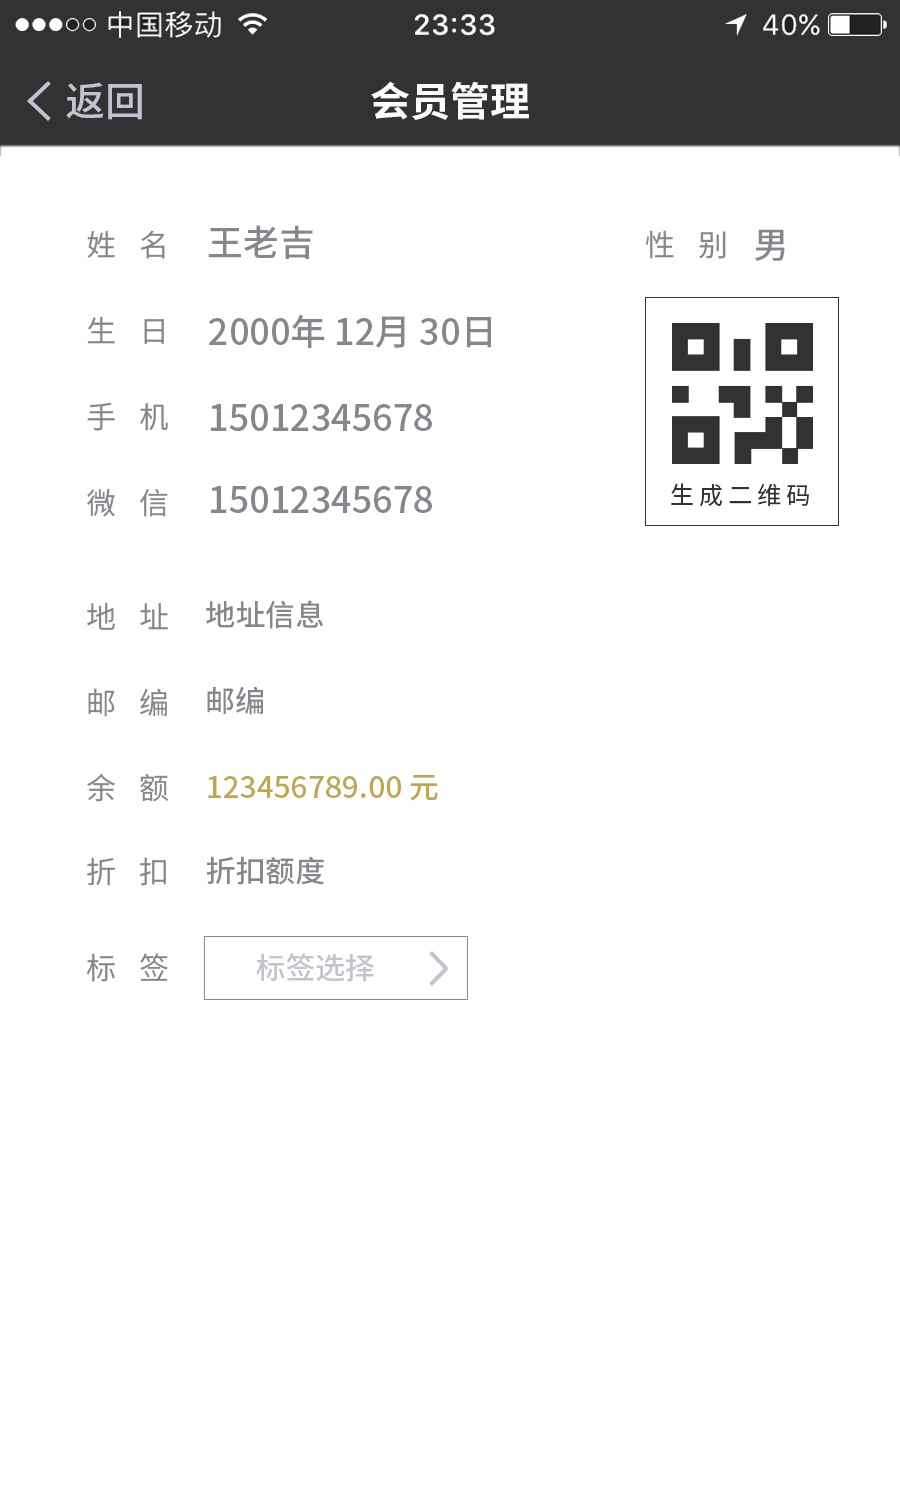 中国移动 23:33 40%
返回 会员管理
姓 名 王老吉 性 别 男
生 日 2000年 12月 30日
手 机 15012345678
微 信 15012345678
生成二维码
地 址 地址信息
邮 编 邮编
余 额 123456789.00 元
折 扣 折扣额度
标 签 标签选择